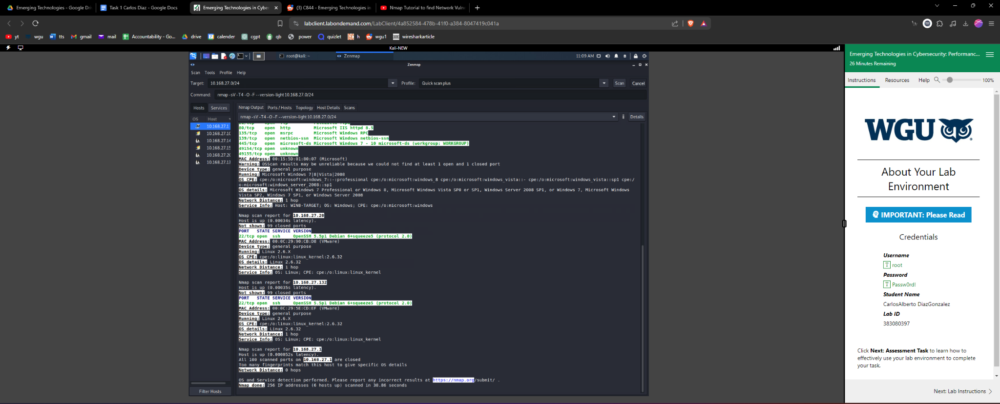 Emerging Technologies - Google Dri
Task 1 Carlos Diaz - Google Docs
Emerging Technologies in Cyber
(3) C844 - Emerging Technologies in
Nmap Tutorial to find Network Vuln
labclient.labondemand.com/LabClient/4a852584-478b-41f0-a384-8047419c041a
yt wgu tts gmail mail Accountability - Go... drive calender cgpt qb power quizlet h wgu1 wiresharkarticle
Kali-NEW
root@kali: ~
Zenmap
11:09 AM
Zenmap
Scan Tools Profile Help
Target: 10.168.27.0/24 Profile: Quick scan plus Scan Cancel
Command: nmap -sV -T4 -O -F --version-light 10.168.27.0/24
Hosts Services
OS Host
10.168.27.1
10.168.27.10
10.168.27.14
10.168.27.15
10.168.27.20
10.168.27.13
Filter Hosts
Nmap Output Ports / Hosts Topology Host Details Scans
nmap -sV -T4 -O -F --version-light 10.168.27.0/24 Details
80/tcp open http Microsoft IIS httpd 8.5
135/tcp open msrpc Microsoft Windows RPC
139/tcp open netbios-ssn Microsoft Windows netbios-ssn
445/tcp open microsoft-ds Microsoft Windows 7 - 10 microsoft-ds (workgroup: WORKGROUP)
49154/tcp open unknown
49155/tcp open unknown
MAC Address: 00:15:5D:01:80:07 (Microsoft)
Warning: OSScan results may be unreliable because we could not find at least 1 open and 1 closed port
Device type: general purpose
Running: Microsoft Windows 7|8|Vista|2008
OS CPE: cpe:/o:microsoft:windows_7::-:professional cpe:/o:microsoft:windows_8 cpe:/o:microsoft:windows_vista::- cpe:/o:microsoft:windows_vista::sp1 cpe:/
o:microsoft:windows_server_2008::sp1
OS details: Microsoft Windows 7 Professional or Windows 8, Microsoft Windows Vista SP0 or SP1, Windows Server 2008 SP1, or Windows 7, Microsoft Windows
Vista SP2, Windows 7 SP1, or Windows Server 2008
Network Distance: 1 hop
Service Info: Host: WIN8-TARGET; OS: Windows; CPE: cpe:/o:microsoft:windows
Nmap scan report for 10.168.27.20
Host is up (0.00034s latency).
Not shown: 99 closed ports
PORT STATE SERVICE VERSION
22/tcp open ssh OpenSSH 5.5p1 Debian 6+squeeze5 (protocol 2.0)
MAC Address: 00:0C:29:90:CB:D8 (VMware)
Device type: general purpose
Running: Linux 2.6.X
OS CPE: cpe:/o:linux:linux_kernel:2.6.32
OS details: Linux 2.6.32
Network Distance: 1 hop
Service Info: OS: Linux; CPE: cpe:/o:linux:linux_kernel
Nmap scan report for 10.168.27.132
Host is up (0.00035s latency).
Not shown: 99 closed ports
PORT STATE SERVICE VERSION
22/tcp open ssh OpenSSH 5.5p1 Debian 6+squeeze5 (protocol 2.0)
MAC Address: 00:0C:29:5E:CD:EF (VMware)
Device type: general purpose
Running: Linux 2.6.X
OS CPE: cpe:/o:linux:linux_kernel:2.6.32
OS details: Linux 2.6.32
Network Distance: 1 hop
Service Info: OS: Linux; CPE: cpe:/o:linux:linux_kernel
Nmap scan report for 10.168.27.1
Host is up (0.000052s latency).
All 100 scanned ports on 10.168.27.1 are closed
Too many fingerprints match this host to give specific OS details
Network Distance: 0 hops
OS and Service detection performed. Please report any incorrect results at https://nmap.org/submit/ .
Nmap done: 256 IP addresses (6 hosts up) scanned in 38.86 seconds
Emerging Technologies in Cybersecurity: Performanc...
26 Minutes Remaining
Instructions Resources Help 100%
WGU
About Your Lab
Environment
IMPORTANT: Please Read
Credentials
Username
T root
Password
T Passw0rd!
Student Name
CarlosAlberto DiazGonzalez
Lab ID
383080397
Click Next: Assessment Task to learn how to
effectively use your lab environment to complete
your task.
Next: Lab Instructions